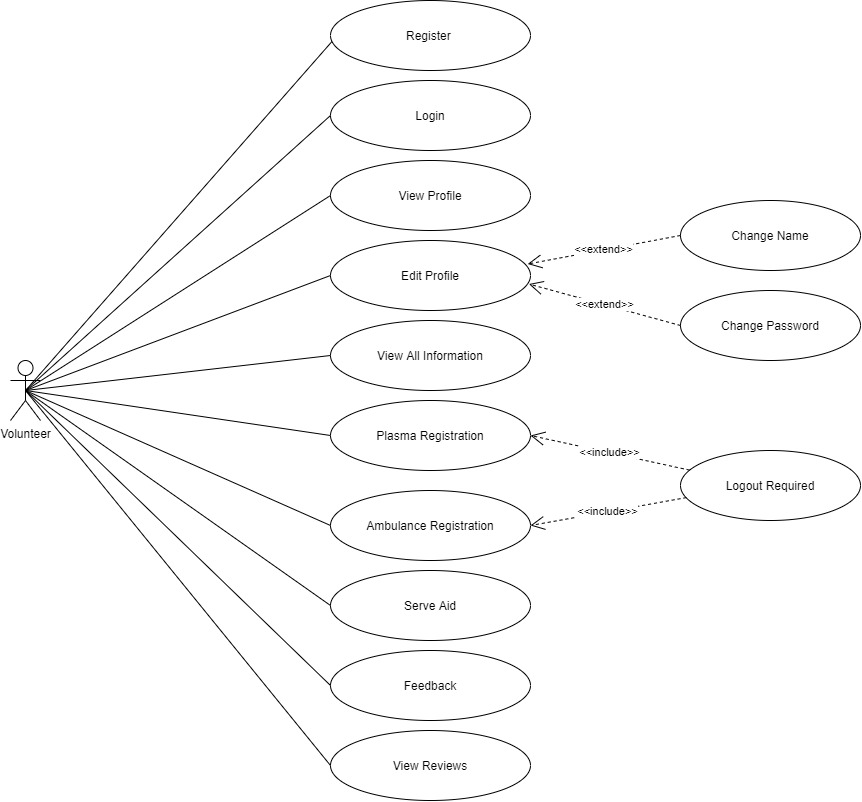 Register
Login
View Profile
Edit Profile
<<extend>>
Change Name
<<extend>>
Change Password
View All Information
Volunteer
Plasma Registration
<<include>>
Logout Required
<<include>>
Ambulance Registration
Serve Aid
Feedback
View Reviews